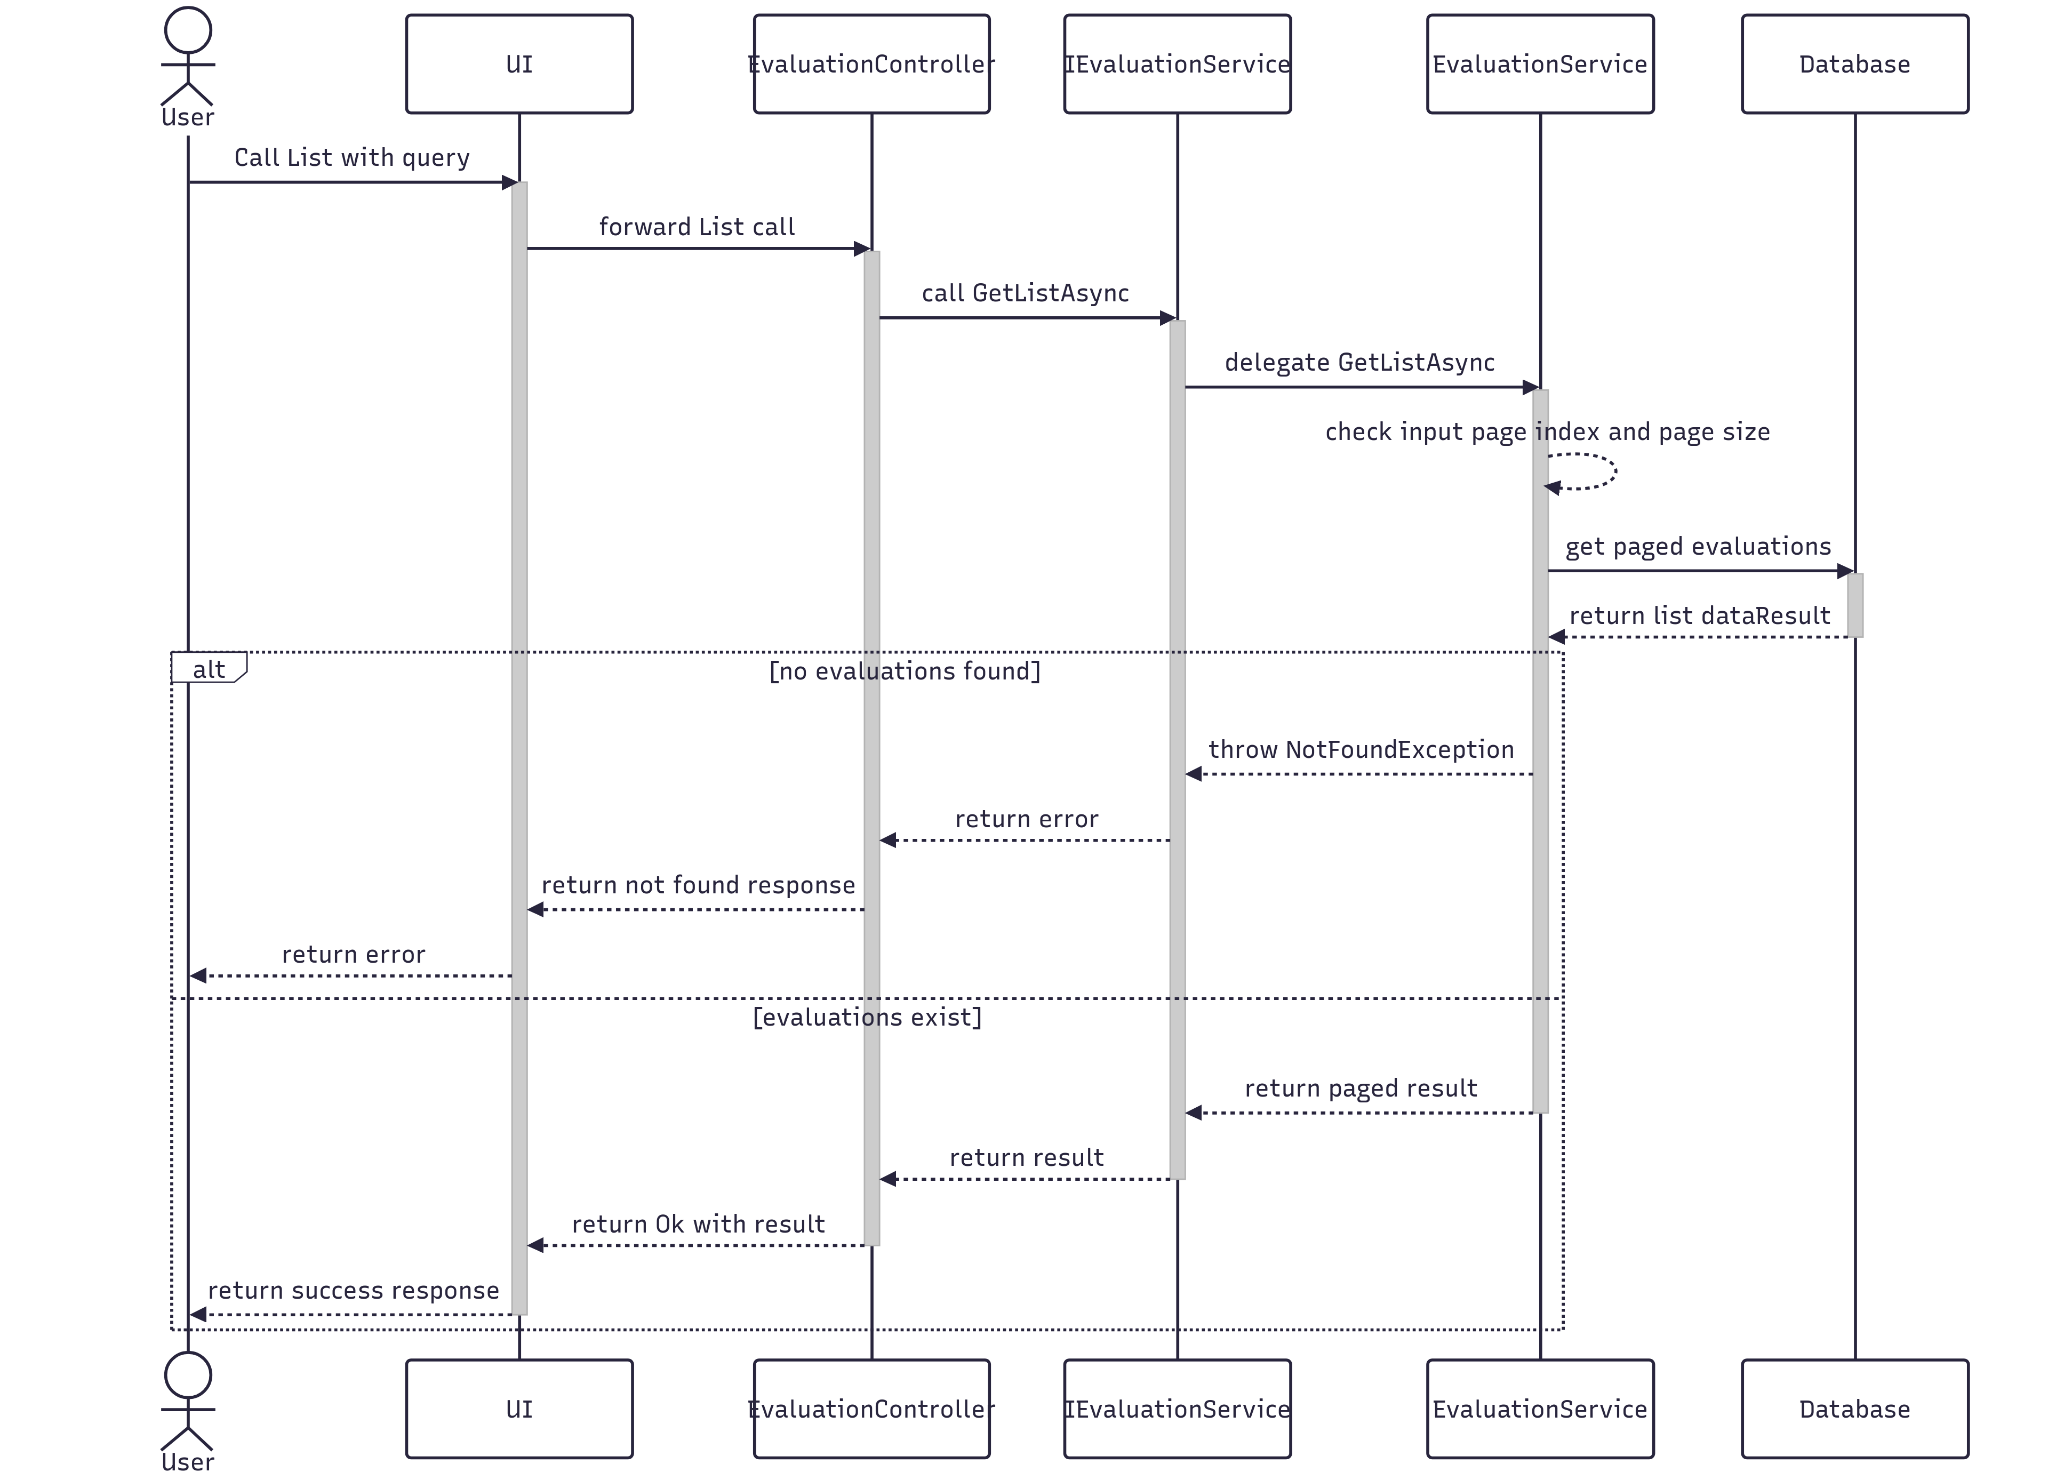 User
UI
EvaluationController
IEvaluationService
EvaluationService
Database
Call List with query
forward List call
call GetListAsync
delegate GetListAsync
check input page index and page size
get paged evaluations
return list dataResult
alt
[no evaluations found]
throw NotFoundException
return error
return not found response
return error
[evaluations exist]
return paged result
return result
return Ok with result
return success response
User
UI
EvaluationController
IEvaluationService
EvaluationService
Database